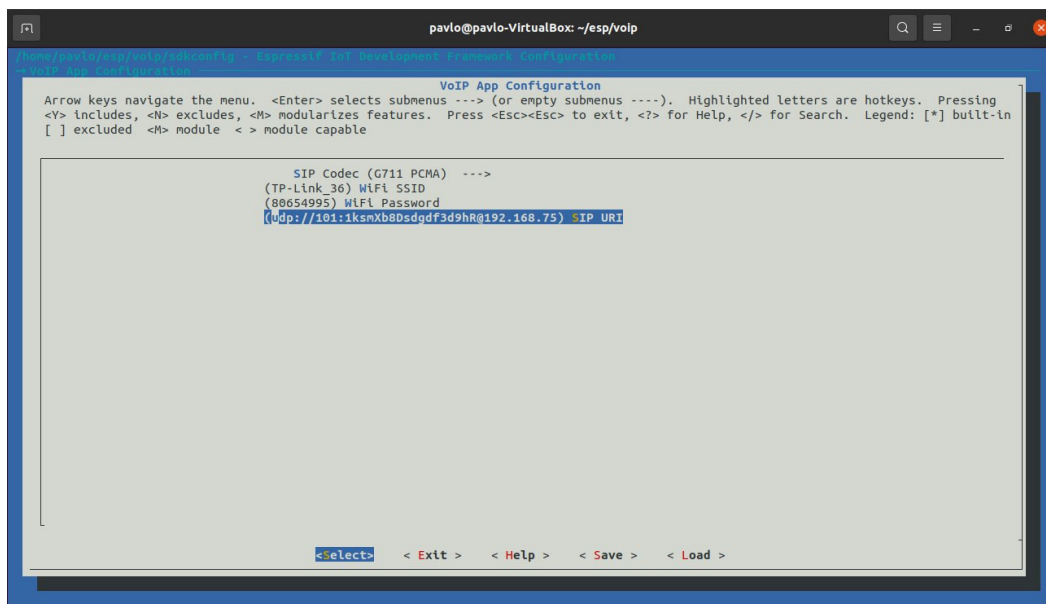 pavlo@pavlo-VirtualBox: ~/esp/voip
/home/pavlo/esp/voip/sdkconfig - Espressif IoT Development Framework Configuration
→ VoIP App Configuration
VoIP App Configuration
Arrow keys navigate the menu. <Enter> selects submenus ---> (or empty submenus ----). Highlighted letters are hotkeys. Pressing
<Y> includes, <N> excludes, <M> modularizes features. Press <Esc><Esc> to exit, <?> for Help, </> for Search. Legend: [*] built-in
[ ] excluded <M> module < > module capable
SIP Codec (G711 PCMA) --->
(TP-Link_36) WiFi SSID
(80654995) WiFi Password
(udp://101:1ksmXb8Dsdgdf3d9hR@192.168.75) SIP URI
<Select> < Exit > < Help > < Save > < Load >